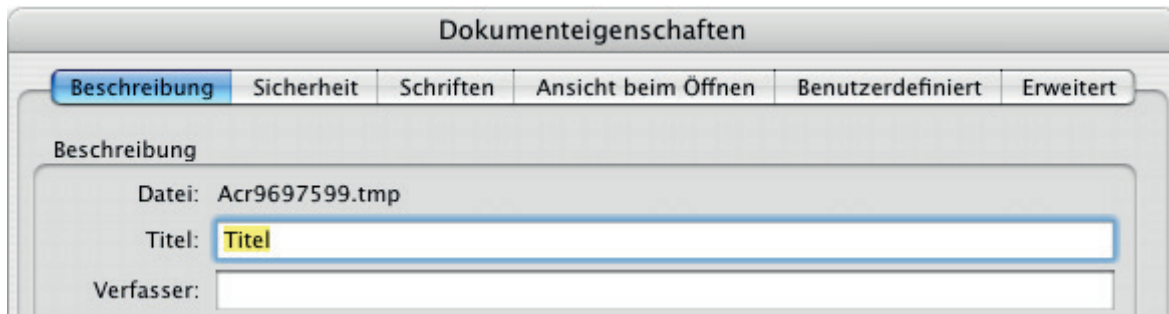 Dokumenteigenschaften
Beschreibung Sicherheit Schriften Ansicht beim Öffnen Benutzerdefiniert Erweitert
Beschreibung
Datei: Acr9697599.tmp
Titel: Titel
Verfasser: